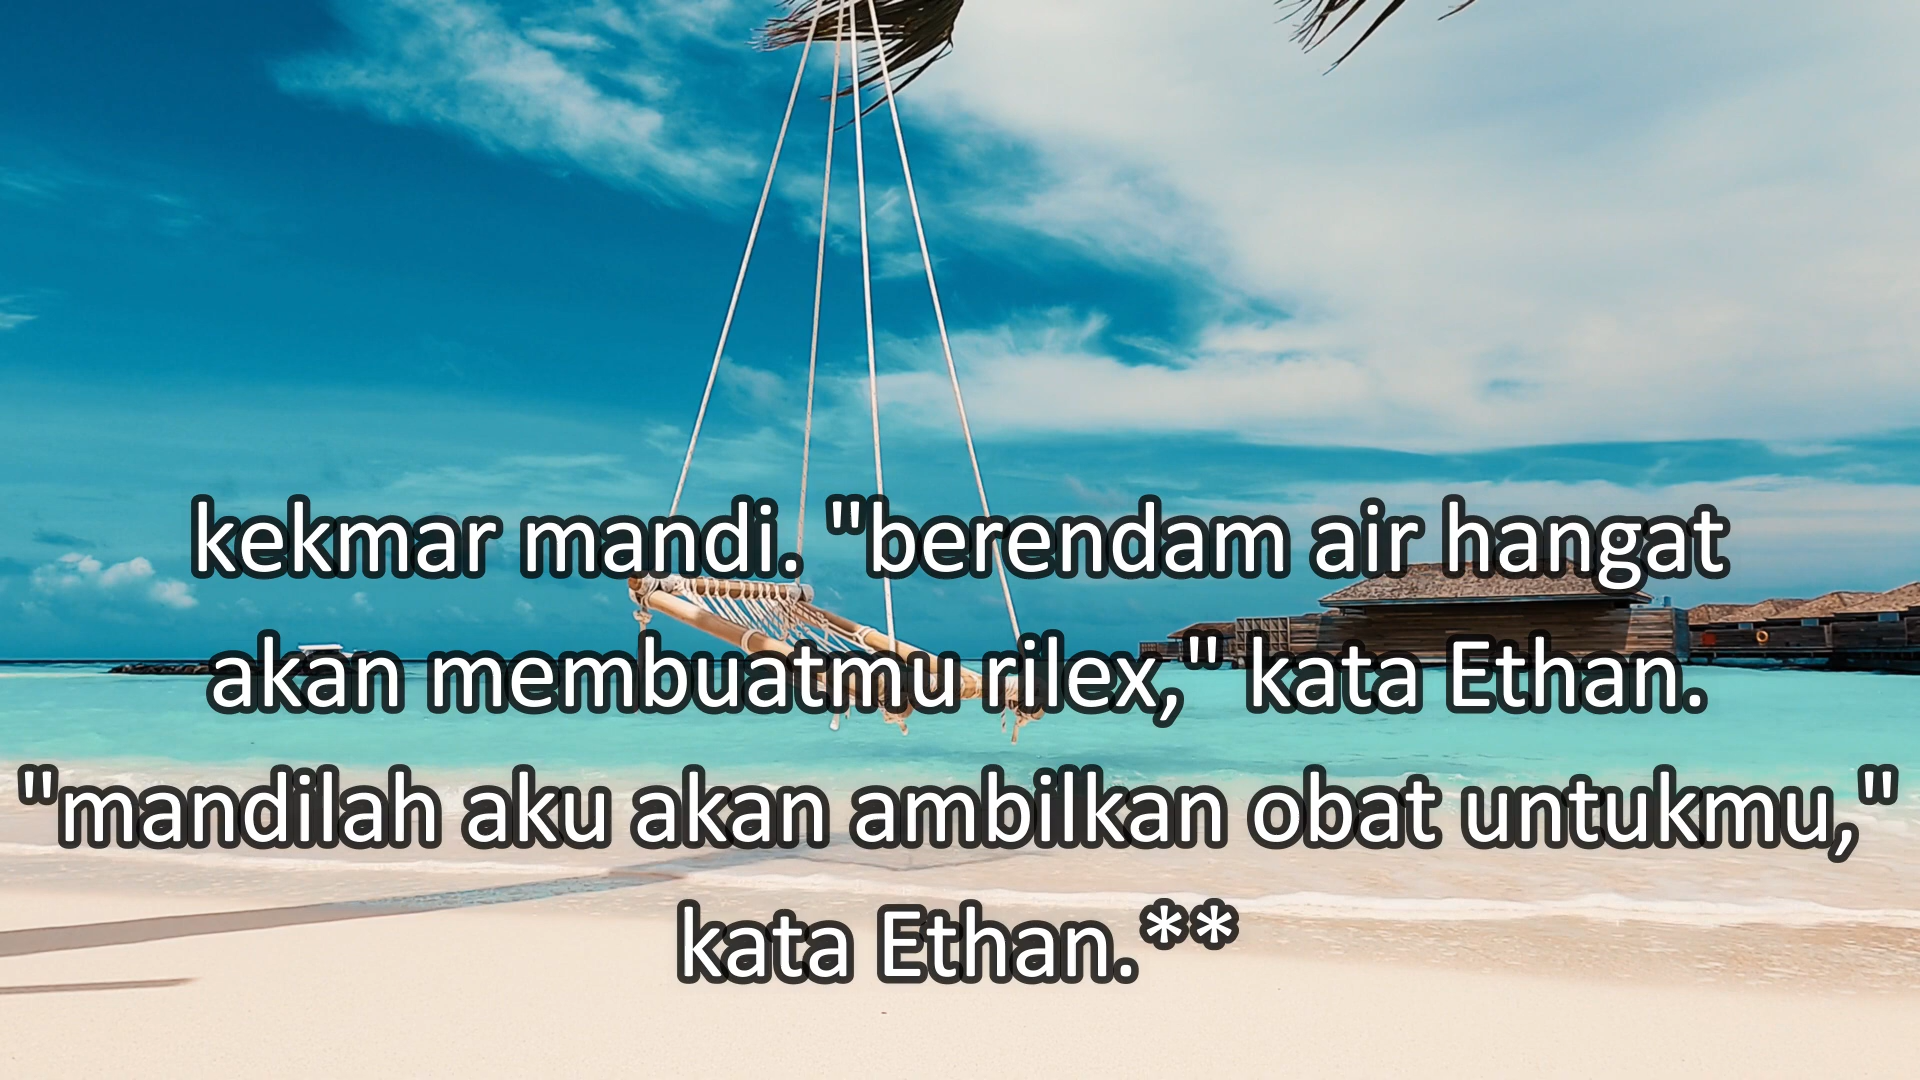 kekmar mandi. "berendam air hangat
akan membuatmu rilex," kata Ethan.
"mandilah aku akan ambilkan obat untukmu,"
kata Ethan.**